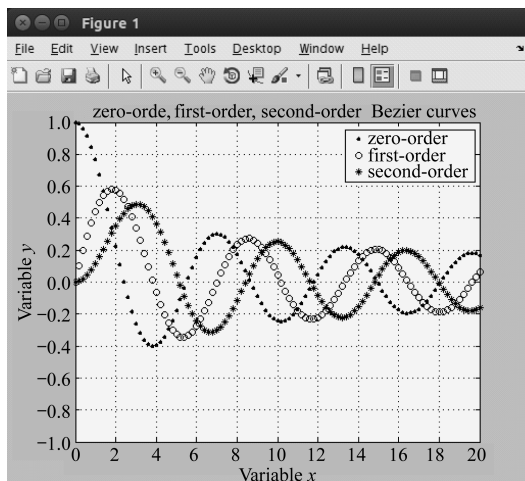 Figure 1
File Edit View Insert Tools Desktop Window Help
zero-orde, first-order, second-order Bezier curves
zero-order
first-order
second-order
Variable y
1.0
0.8
0.6
0.4
0.2
0.0
−0.2
−0.4
−0.6
−0.8
−1.0
0 2 4 6 8 10 12 14 16 18 20
Variable x